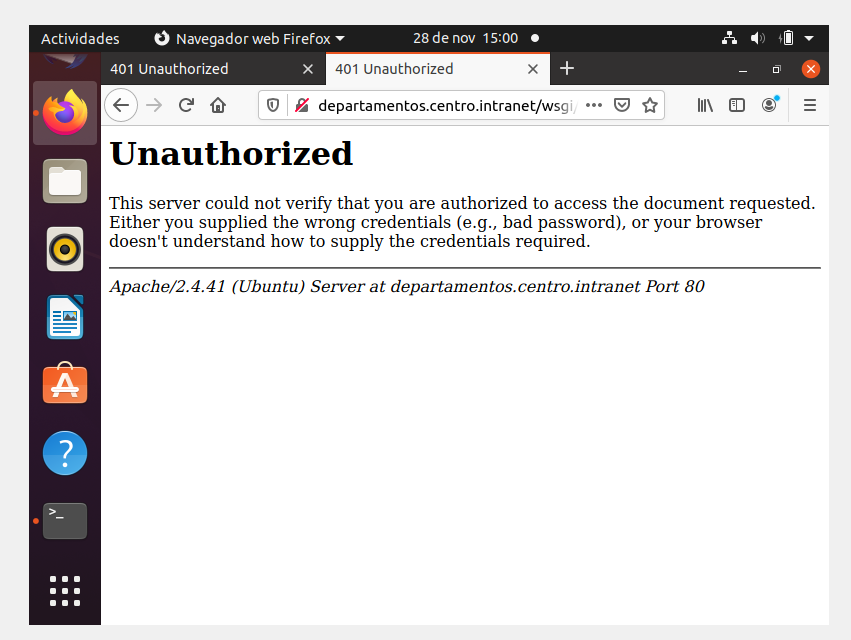 Actividades Navegador web Firefox 28 de nov 15:00
401 Unauthorized 401 Unauthorized
departamentos.centro.intranet/wsgi/
Unauthorized
This server could not verify that you are authorized to access the document requested.
Either you supplied the wrong credentials (e.g., bad password), or your browser
doesn't understand how to supply the credentials required.
Apache/2.4.41 (Ubuntu) Server at departamentos.centro.intranet Port 80